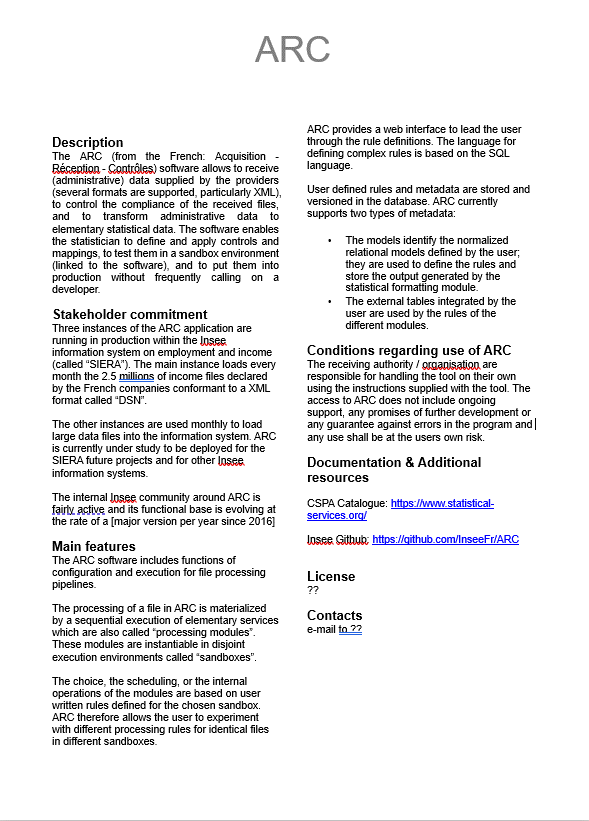 ARC
Description
The ARC (from the French: Acquisition -
Réception - Contrôles) software allows to receive
(administrative) data supplied by the providers
(several formats are supported, particularly XML),
to control the compliance of the received files,
and to transform administrative data to
elementary statistical data. The software enables
the statistician to define and apply controls and
mappings, to test them in a sandbox environment
(linked to the software), and to put them into
production without frequently calling on a
developer.
Stakeholder commitment
Three instances of the ARC application are
running in production within the Insee
information system on employment and income
(called “SIERA”). The main instance loads every
month the 2.5 millions of income files declared
by the French companies conformant to a XML
format called “DSN”.
The other instances are used monthly to load
large data files into the information system. ARC
is currently under study to be deployed for the
SIERA future projects and for other Insee
information systems.
The internal Insee community around ARC is
fairly active and its functional base is evolving at
the rate of a [major version per year since 2016]
Main features
The ARC software includes functions of
configuration and execution for file processing
pipelines.
The processing of a file in ARC is materialized
by a sequential execution of elementary services
which are also called “processing modules”.
These modules are instantiable in disjoint
execution environments called “sandboxes”.
The choice, the scheduling, or the internal
operations of the modules are based on user
written rules defined for the chosen sandbox.
ARC therefore allows the user to experiment
with different processing rules for identical files
in different sandboxes.
ARC provides a web interface to lead the user
through the rule definitions. The language for
defining complex rules is based on the SQL
language.
User defined rules and metadata are stored and
versioned in the database. ARC currently
supports two types of metadata:
• The models identify the normalized
relational models defined by the user;
they are used to define the rules and
store the output generated by the
statistical formatting module.
• The external tables integrated by the
user are used by the rules of the
different modules.
Conditions regarding use of ARC
The receiving authority / organisation are
responsible for handling the tool on their own
using the instructions supplied with the tool. The
access to ARC does not include ongoing
support, any promises of further development or
any guarantee against errors in the program and
any use shall be at the users own risk.
Documentation & Additional
resources
CSPA Catalogue: https://www.statistical-
services.org/
Insee Github: https://github.com/InseeFr/ARC
License
??
Contacts
e-mail to ??